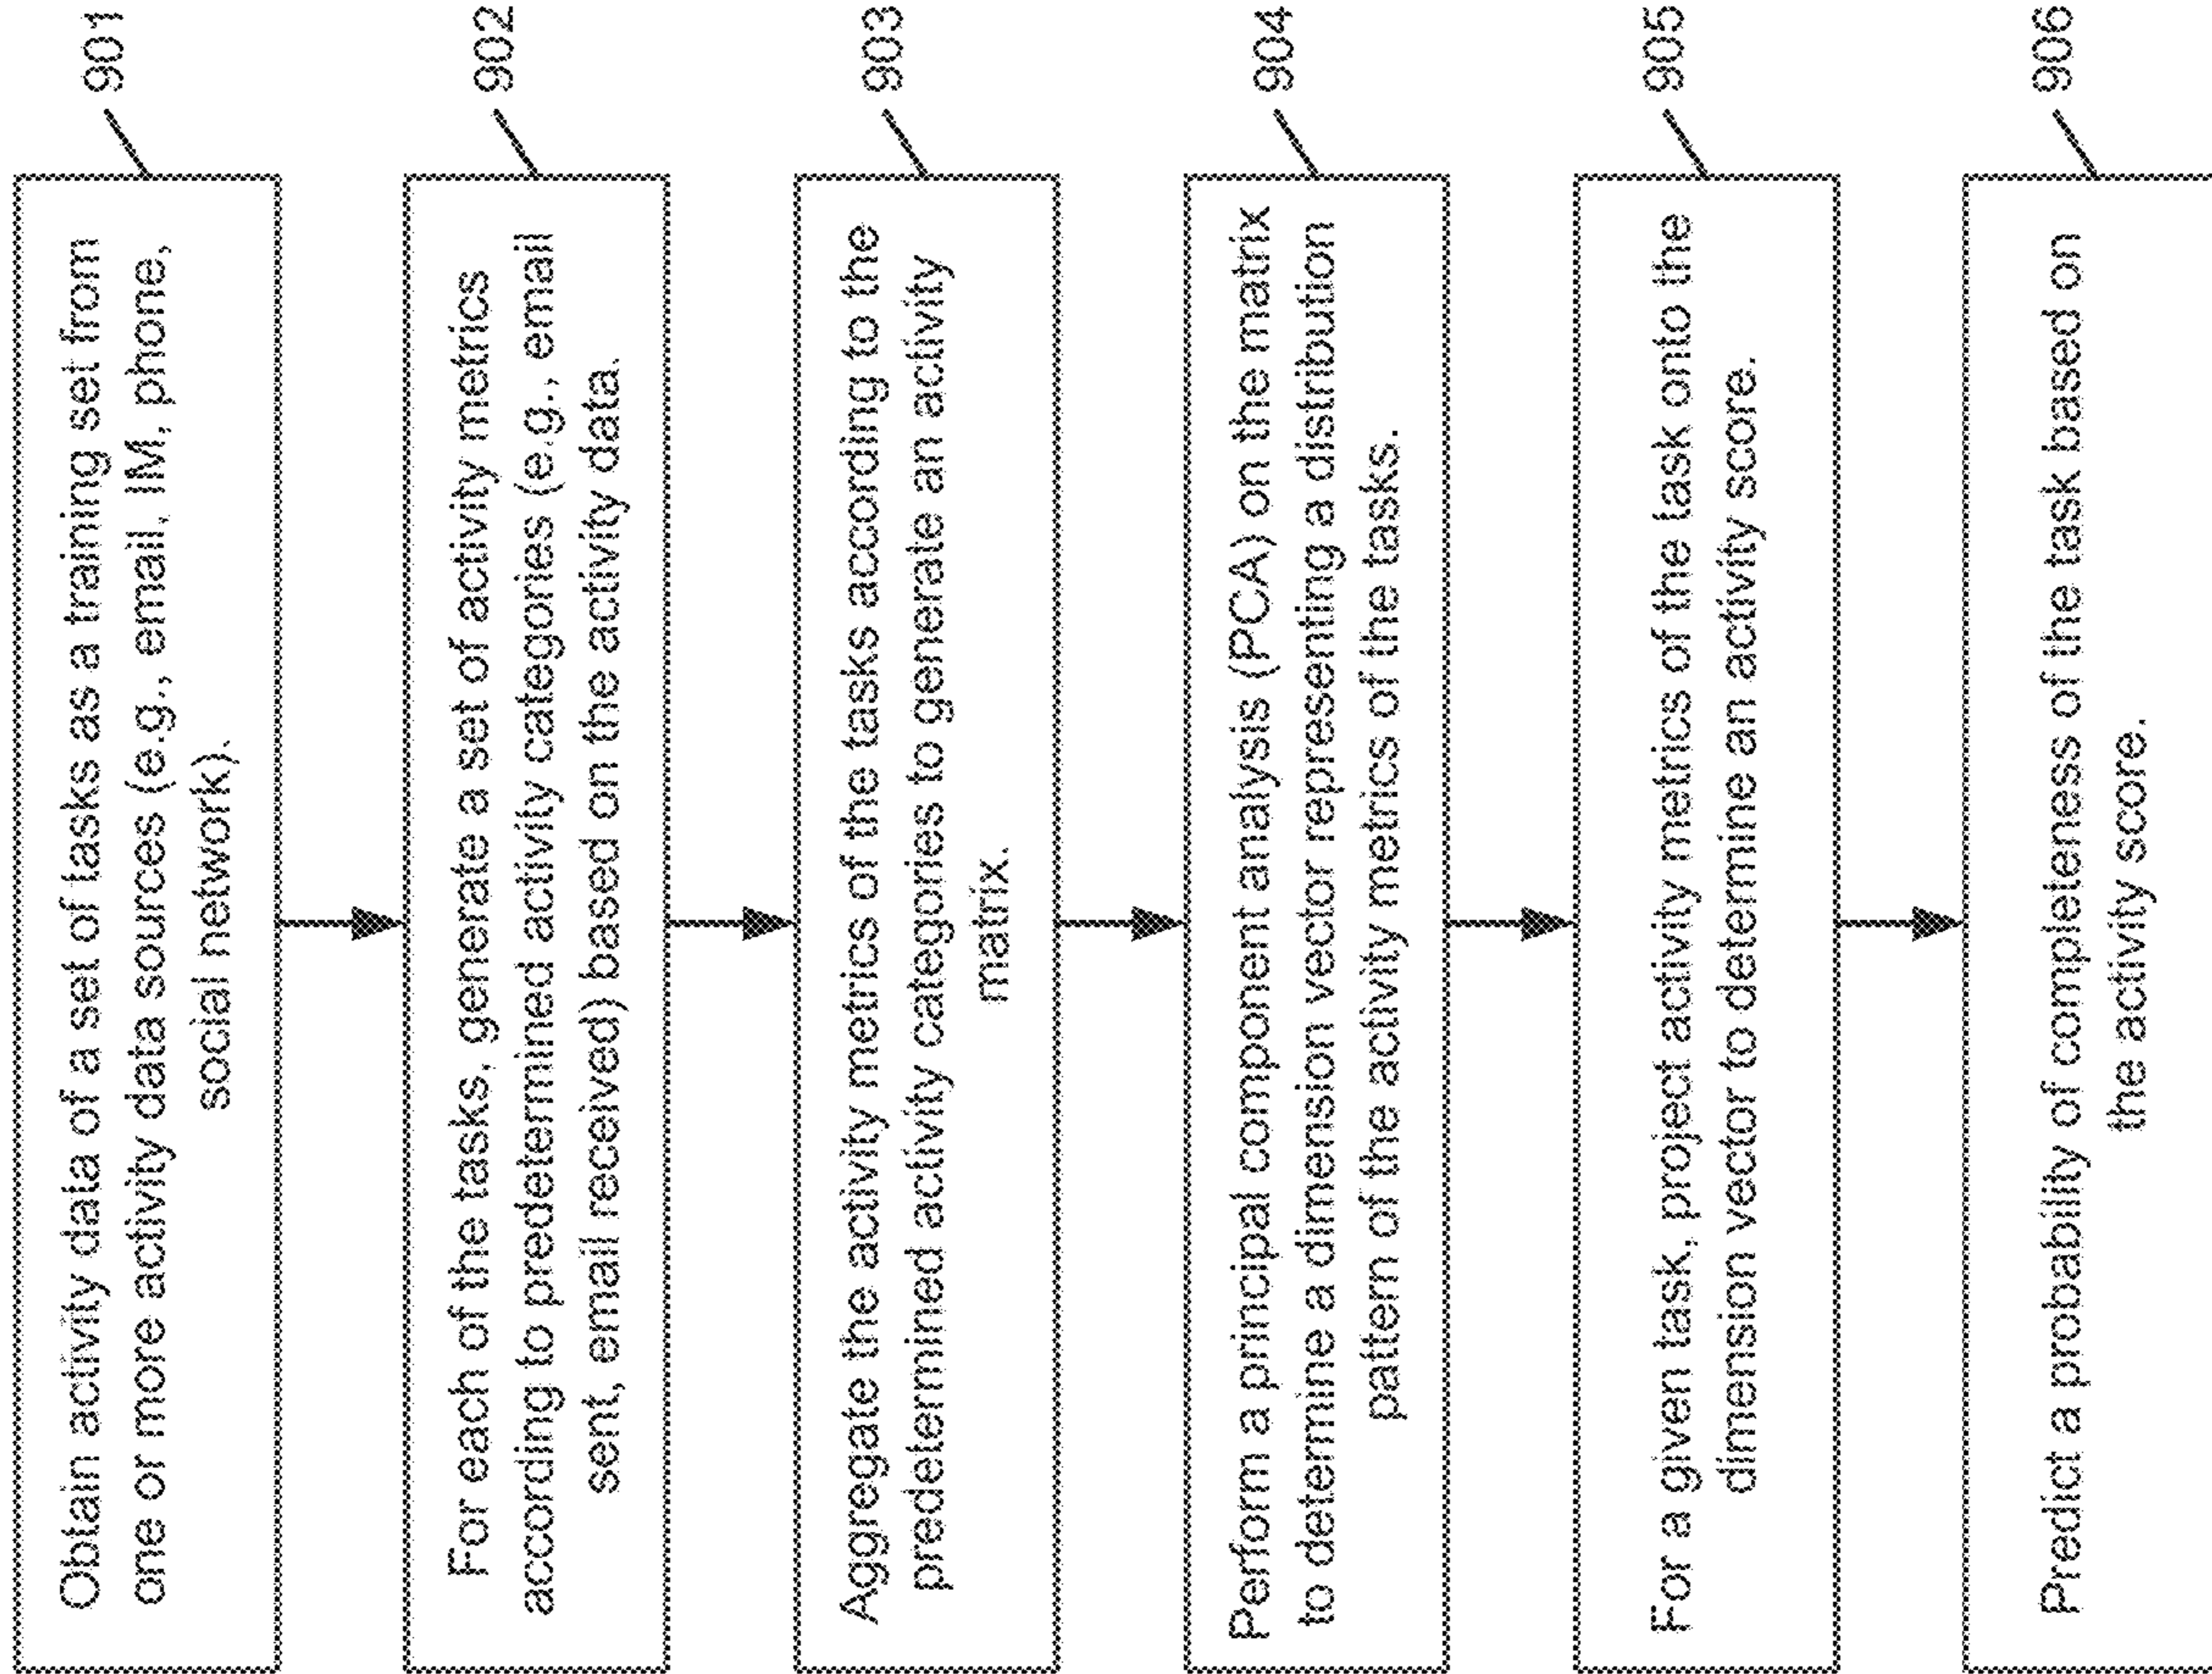 Obtain activity data of a set of tasks as a training set from
one or more activity data sources (e.g., email, IM, phone,
social network).
901
For each of the tasks, generate a set of activity metrics
according to predetermined activity categories (e.g., email
sent, email received) based on the activity data.
902
Aggregate the activity metrics of the tasks according to the
predetermined activity categories to generate an activity
matrix.
903
Perform a principal component analysis (PCA) on the matrix
to determine a dimension vector representing a distribution
pattern of the activity metrics of the tasks.
904
For a given task, project activity metrics of the task onto the
dimension vector to determine an activity score.
905
Predict a probability of completeness of the task based on
the activity score.
906